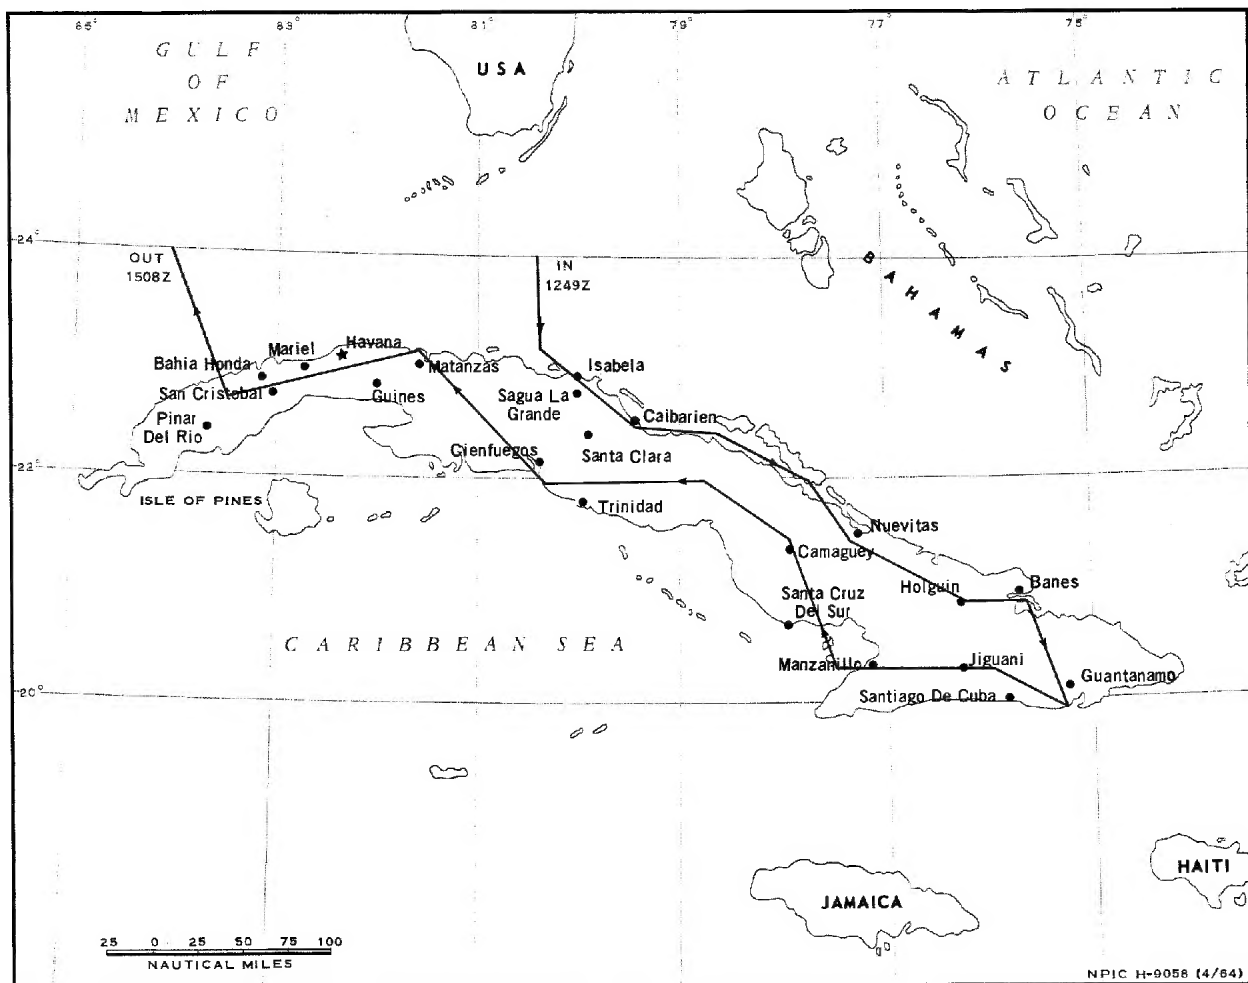 85° 83° 81° 79° 77° 75°
GULF
OF
MEXICO
USA
ATLANTIC
OCEAN
24°
OUT
1508Z
IN
1249Z
BAHAMAS
Mariel
Havana
Bahia Honda
Matanzas
Isabela
San Cristobal
Guines
Sagua La
Grande
Pinar
Del Rio
Caibarien
Cienfuegos
Santa Clara
22°
ISLE OF PINES
Trinidad
Nuevitas
Camaguey
Holguin
Banes
Santa Cruz
Del Sur
CARIBBEAN SEA
Manzanillo
Jiguani
Guantanamo
20°
Santiago De Cuba
HAITI
JAMAICA
25 0 25 50 75 100
NAUTICAL MILES
NPIC H-9058 (4/64)